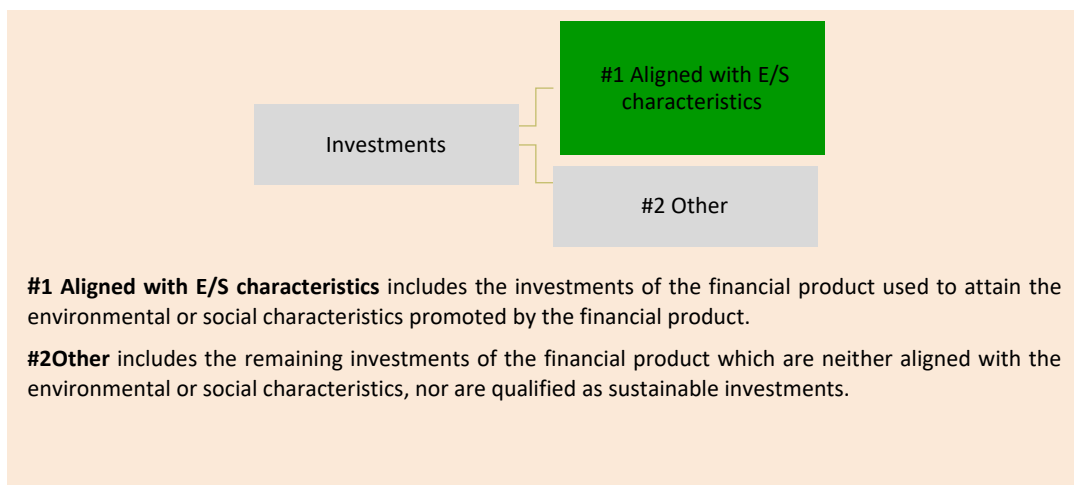 #1 Aligned with E/S
characteristics
Investments
#2 Other
#1 Aligned with E/S characteristics includes the investments of the financial product used to attain the
environmental or social characteristics promoted by the financial product.
#2Other includes the remaining investments of the financial product which are neither aligned with the
environmental or social characteristics, nor are qualified as sustainable investments.